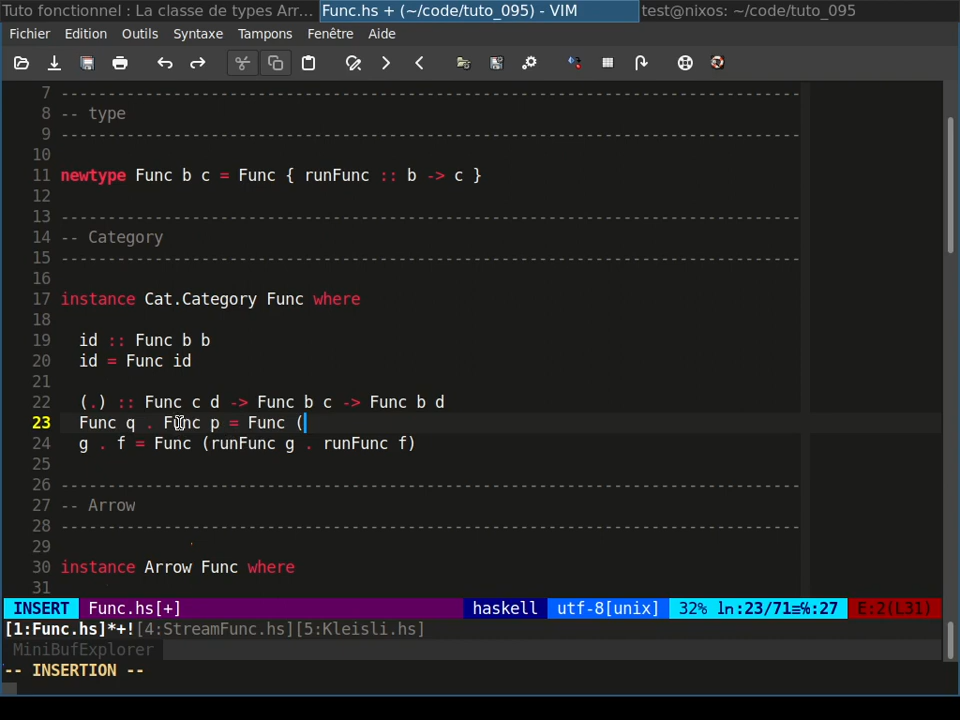 Tuto fonctionnel : La classe de types Arr... Func.hs + (~/code/tuto_095) - VIM test@nixos: ~/code/tuto_095
Fichier Edition Outils Syntaxe Tampons Fenêtre Aide
7 -------------------------------------------------------------------------------
8 -- type
9 -------------------------------------------------------------------------------
10
11 newtype Func b c = Func { runFunc :: b -> c }
12
13 -------------------------------------------------------------------------------
14 -- Category
15 -------------------------------------------------------------------------------
16
17 instance Cat.Category Func where
18
19 id :: Func b b
20 id = Func id
21
22 (.) :: Func c d -> Func b c -> Func b d
23 Func q . Func p = Func (
24 g . f = Func (runFunc g . runFunc f)
25
26 -------------------------------------------------------------------------------
27 -- Arrow
28 -------------------------------------------------------------------------------
29
30 instance Arrow Func where
31
INSERT Func.hs[+] haskell utf-8[unix] 32% ln:23/71≡℅:27 E:2(L31)
[1:Func.hs]*+![4:StreamFunc.hs][5:Kleisli.hs]
MiniBufExplorer
-- INSERTION --